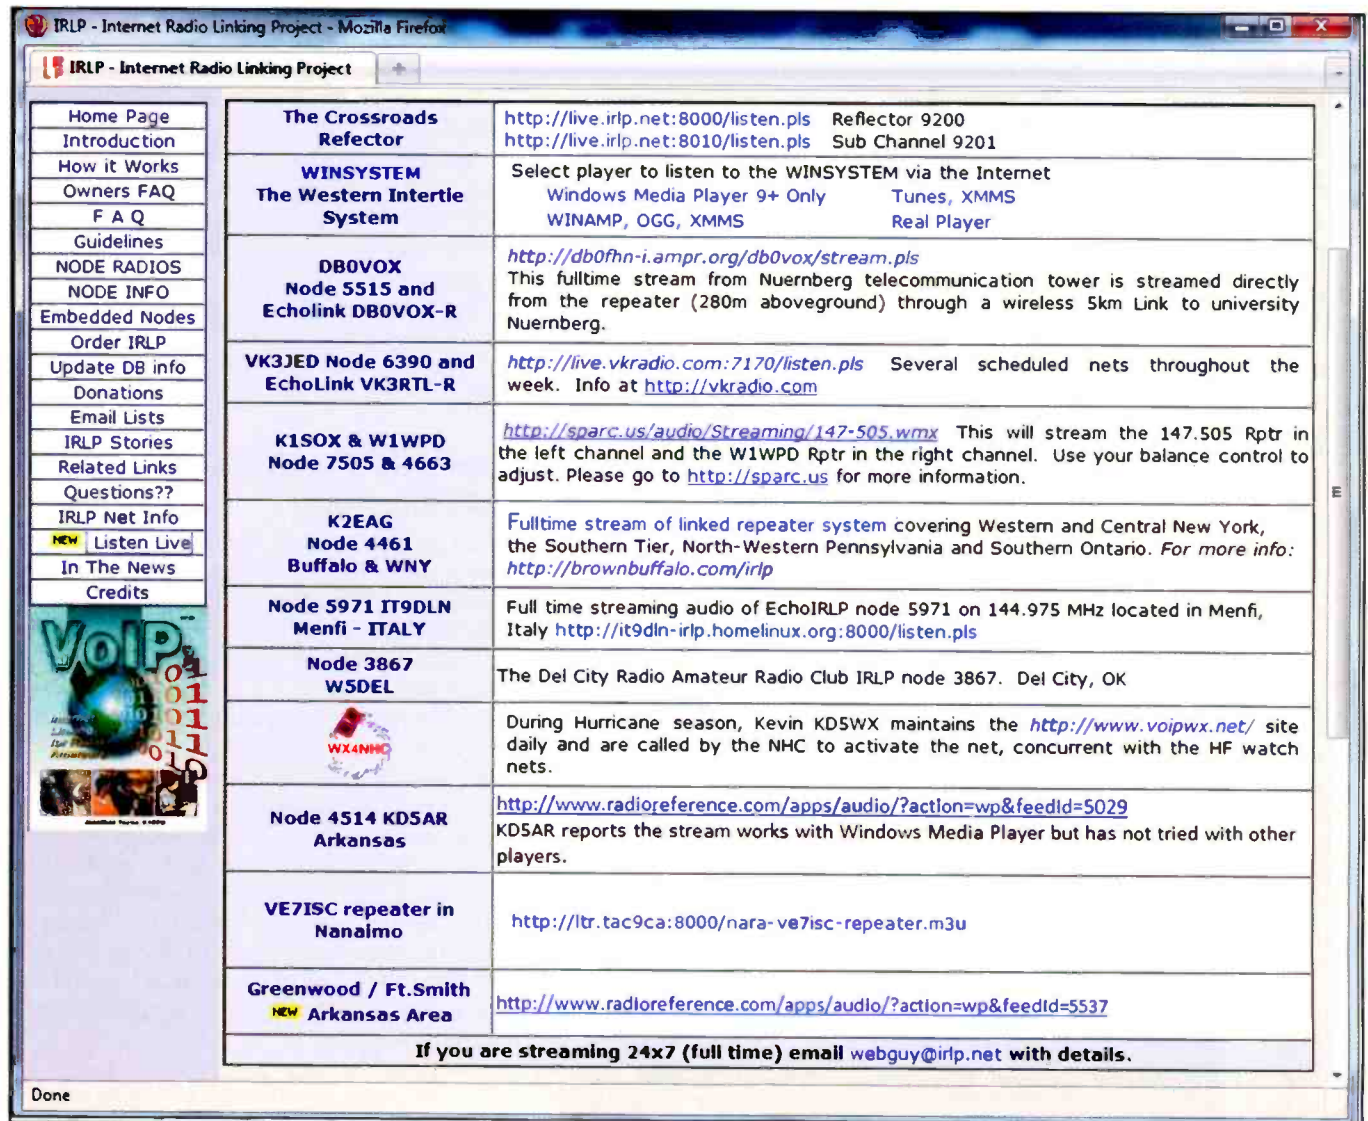 IRLP - Internet Radio Linking Project - Mozilla Firefox
IRLP - Internet Radio Linking Project
Home Page
Introduction
How it Works
Owners FAQ
F A Q
Guidelines
NODE RADIOS
NODE INFO
Embedded Nodes
Order IRLP
Update DB info
Donations
Email Lists
IRLP Stories
Related Links
Questions??
IRLP Net Info
NEW Listen Live
In The News
Credits
VoIP
The Crossroads
Refector
http://live.irlp.net:8000/listen.pls Reflector 9200
http://live.irlp.net:8010/listen.pls Sub Channel 9201
WINSYSTEM
The Western Intertie
System
Select player to listen to the WINSYSTEM via the Internet
Windows Media Player 9+ Only Tunes, XMMS
WINAMP, OGG, XMMS Real Player
DB0VOX
Node 5515 and
Echolink DB0VOX-R
http://db0fhn-i.ampr.org/db0vox/stream.pls
This fulltime stream from Nuernberg telecommunication tower is streamed directly
from the repeater (280m aboveground) through a wireless 5km Link to university
Nuernberg.
VK3JED Node 6390 and
EchoLink VK3RTL-R
http://live.vkradio.com:7170/listen.pls Several scheduled nets throughout the
week. Info at http://vkradio.com
K1SOX & W1WPD
Node 7505 & 4663
http://sparc.us/audio/Streaming/147-505.wmx This will stream the 147.505 Rptr in
the left channel and the W1WPD Rptr in the right channel. Use your balance control to
adjust. Please go to http://sparc.us for more information.
K2EAG
Node 4461
Buffalo & WNY
Fulltime stream of linked repeater system covering Western and Central New York,
the Southern Tier, North-Western Pennsylvania and Southern Ontario. For more info:
http://brownbuffalo.com/irlp
Node 5971 IT9DLN
Menfi - ITALY
Full time streaming audio of EchoIRLP node 5971 on 144.975 MHz located in Menfi,
Italy http://it9dln-irlp.homelinux.org:8000/listen.pls
Node 3867
W5DEL
The Del City Radio Amateur Radio Club IRLP node 3867. Del City, OK
WX4NHC
During Hurricane season, Kevin KD5WX maintains the http://www.voipwx.net/ site
daily and are called by the NHC to activate the net, concurrent with the HF watch
nets.
Node 4514 KD5AR
Arkansas
http://www.radioreference.com/apps/audio/?action=wp&feedId=5029
KD5AR reports the stream works with Windows Media Player but has not tried with other
players.
VE7ISC repeater in
Nanaimo
http://ltr.tac9ca:8000/nara-ve7isc-repeater.m3u
Greenwood / Ft.Smith
NEW Arkansas Area
http://www.radioreference.com/apps/audio/?action=wp&feedId=5537
If you are streaming 24x7 (full time) email webguy@irlp.net with details.
Done